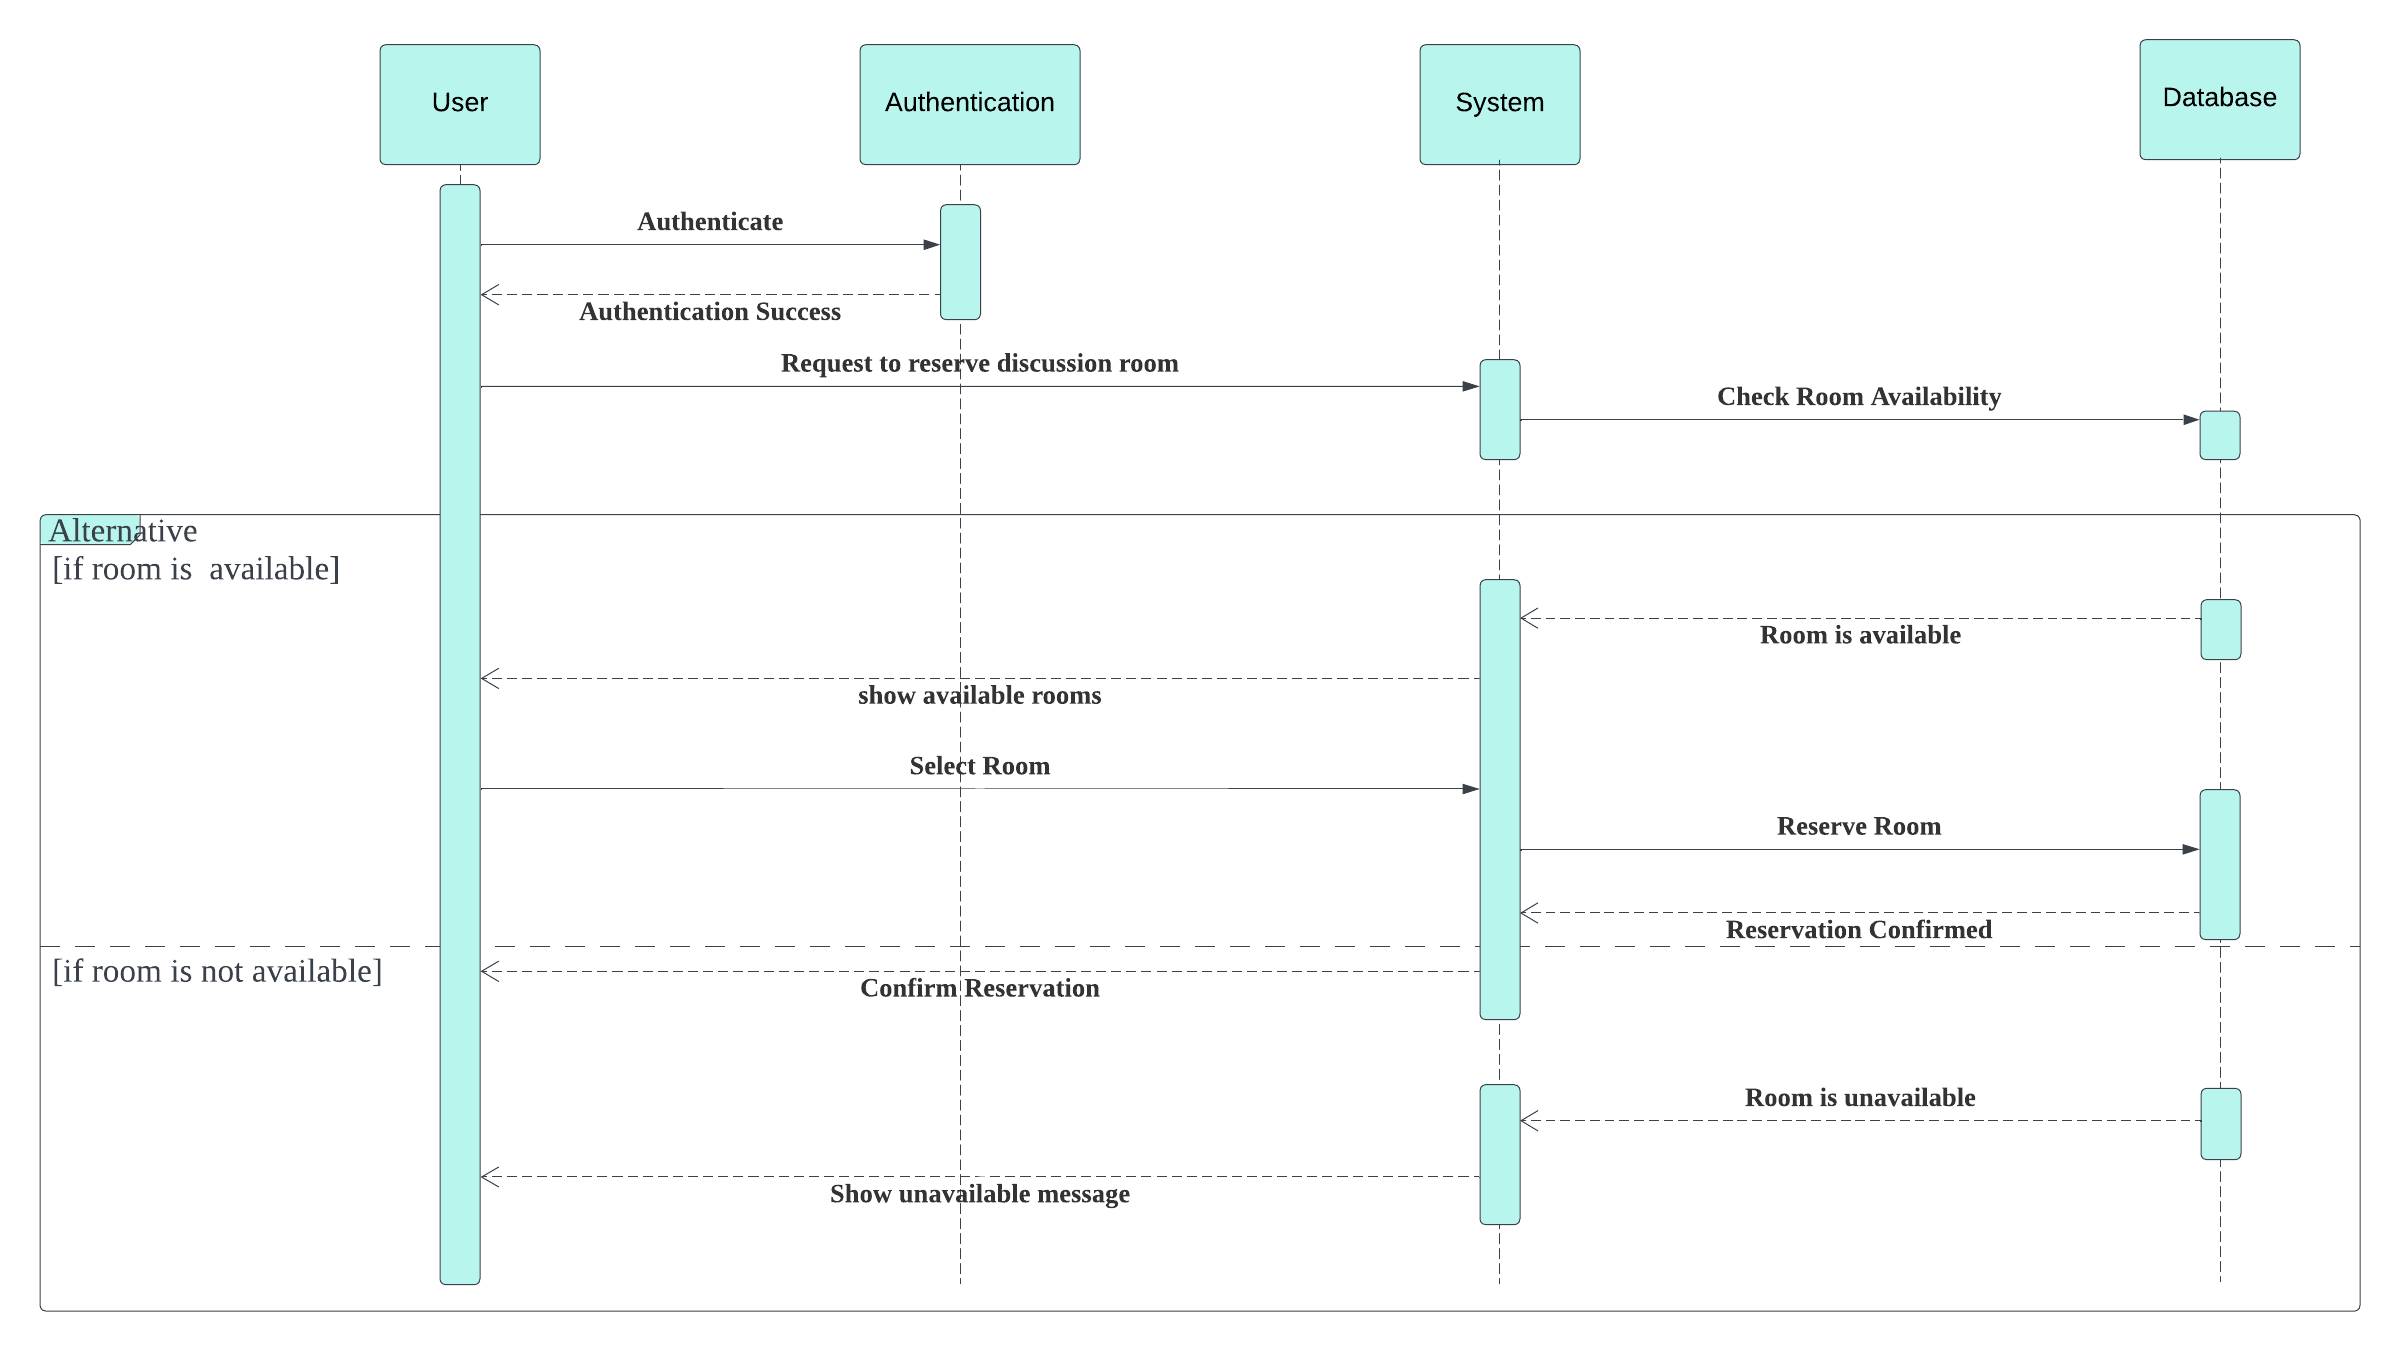 User
Authentication
System
Database
Authenticate
Authentication Success
Request to reserve discussion room
Check Room Availability
Alternative
[if room is  available]
Room is available
show available rooms
Select Room
Reserve Room
Reservation Confirmed
[if room is not available]
Confirm Reservation
Room is unavailable
Show unavailable message